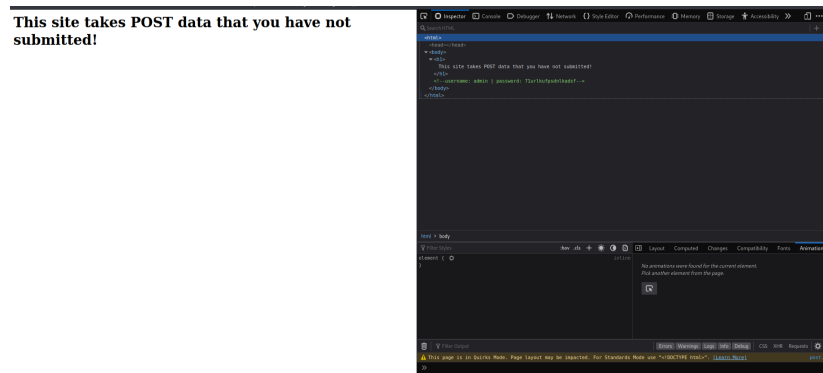 This site takes POST data that you have not
submitted!
Inspector Console Debugger Network Style Editor Performance Memory Storage Accessibility
Search HTML
<html>
<head></head>
<body>
<h1>
This site takes POST data that you have not submitted!
</h1>
<!--username: admin | password: 71urlkufpsdnlkadsf-->
</body>
</html>
html > body
Filter Styles :hov .cls + Layout Computed Changes Compatibility Fonts Animation
element { inline
}
No animations were found for the current element.
Pick another element from the page.
Filter Output Errors Warnings Logs Info Debug CSS XHR Requests
This page is in Quirks Mode. Page layout may be impacted. For Standards Mode use "<!DOCTYPE html>". [Learn More] post.